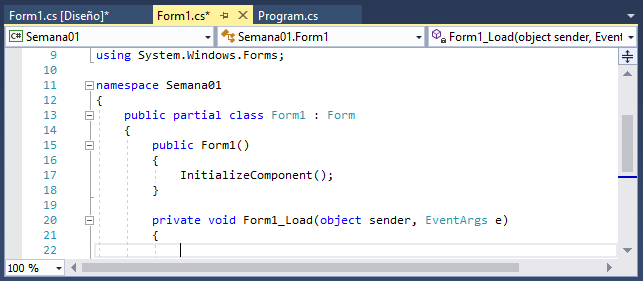 Form1.cs [Diseño]* Form1.cs* Program.cs
C# Semana01 Semana01.Form1 Form1_Load(object sender, Event
9 using System.Windows.Forms;
10
11 namespace Semana01
12 {
13 public partial class Form1 : Form
14 {
15 public Form1()
16 {
17 InitializeComponent();
18 }
19
20 private void Form1_Load(object sender, EventArgs e)
21 {
22
100 %